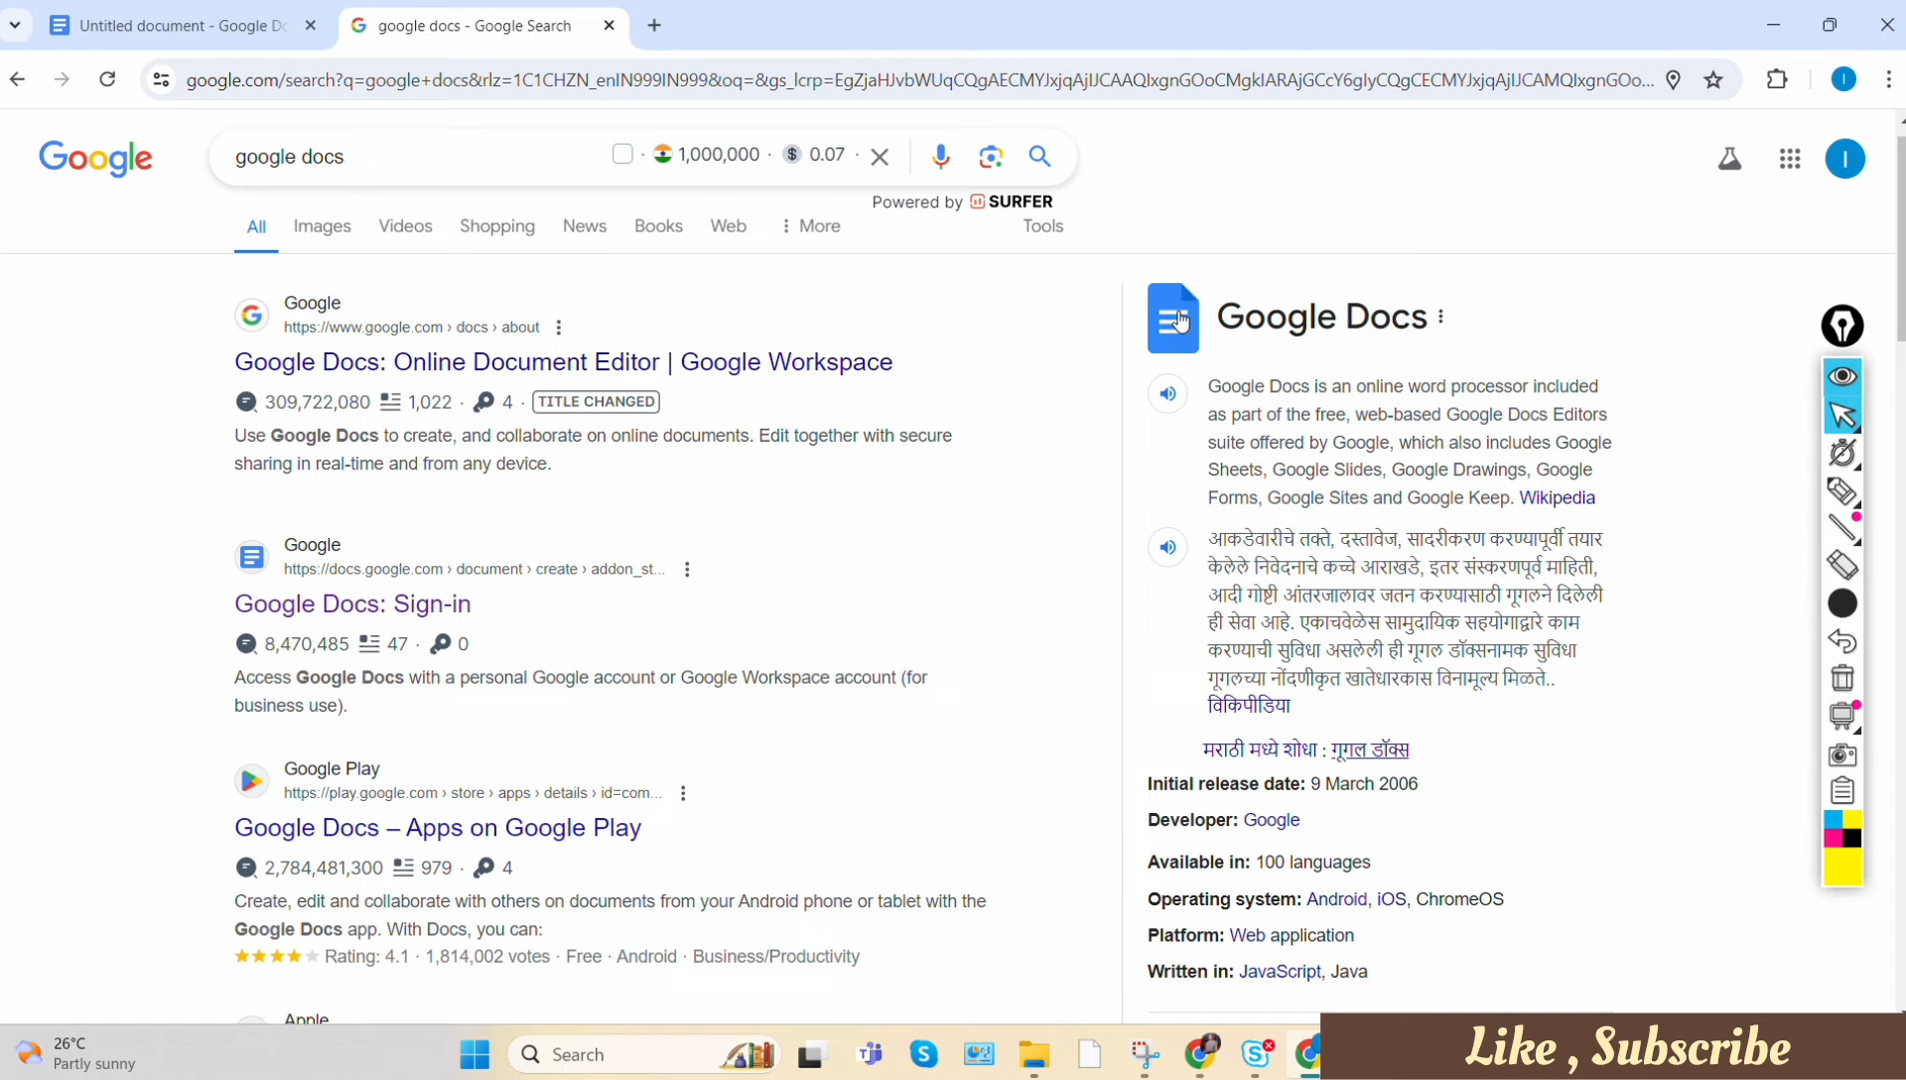 Untitled document - Google Do
google docs - Google Search
google.com/search?q=google+docs&rlz=1C1CHZN_enIN999IN999&oq=&gs_lcrp=EgZjaHJvbWUqCQgAECMYJxjqAjIJCAAQIxgnGOoCMgkIARAjGCcY6gIyCQgCECMYJxjqAjIJCAMQIxgnGOo...
Google
google docs
1,000,000 · $ 0.07 ·
I
Powered by SURFER
All Images Videos Shopping News Books Web More Tools
Google
https://www.google.com › docs › about
Google Docs: Online Document Editor | Google Workspace
309,722,080 1,022 · 4 · TITLE CHANGED
Use Google Docs to create, and collaborate on online documents. Edit together with secure
sharing in real-time and from any device.
Google
https://docs.google.com › document › create › addon_st...
Google Docs: Sign-in
8,470,485 47 · 0
Access Google Docs with a personal Google account or Google Workspace account (for
business use).
Google Play
https://play.google.com › store › apps › details › id=com...
Google Docs – Apps on Google Play
2,784,481,300 979 · 4
Create, edit and collaborate with others on documents from your Android phone or tablet with the
Google Docs app. With Docs, you can:
Rating: 4.1 · 1,814,002 votes · Free · Android · Business/Productivity
Apple
Google Docs
Google Docs is an online word processor included
as part of the free, web-based Google Docs Editors
suite offered by Google, which also includes Google
Sheets, Google Slides, Google Drawings, Google
Forms, Google Sites and Google Keep. Wikipedia
आकडेवारीचे तक्ते, दस्तावेज, सादरीकरण करण्यापूर्वी तयार
केलेले निवेदनाचे कच्चे आराखडे, इतर संस्करणपूर्व माहिती,
आदी गोष्टी आंतरजालावर जतन करण्यासाठी गूगलने दिलेली
ही सेवा आहे. एकाचवेळेस सामुदायिक सहयोगाद्वारे काम
करण्याची सुविधा असलेली ही गूगल डॉक्सनामक सुविधा
गूगलच्या नोंदणीकृत खातेधारकास विनामूल्य मिळते..
विकिपीडिया
मराठी मध्ये शोधा : गूगल डॉक्स
Initial release date: 9 March 2006
Developer: Google
Available in: 100 languages
Operating system: Android, iOS, ChromeOS
Platform: Web application
Written in: JavaScript, Java
26°C
Partly sunny
Search
Like , Subscribe